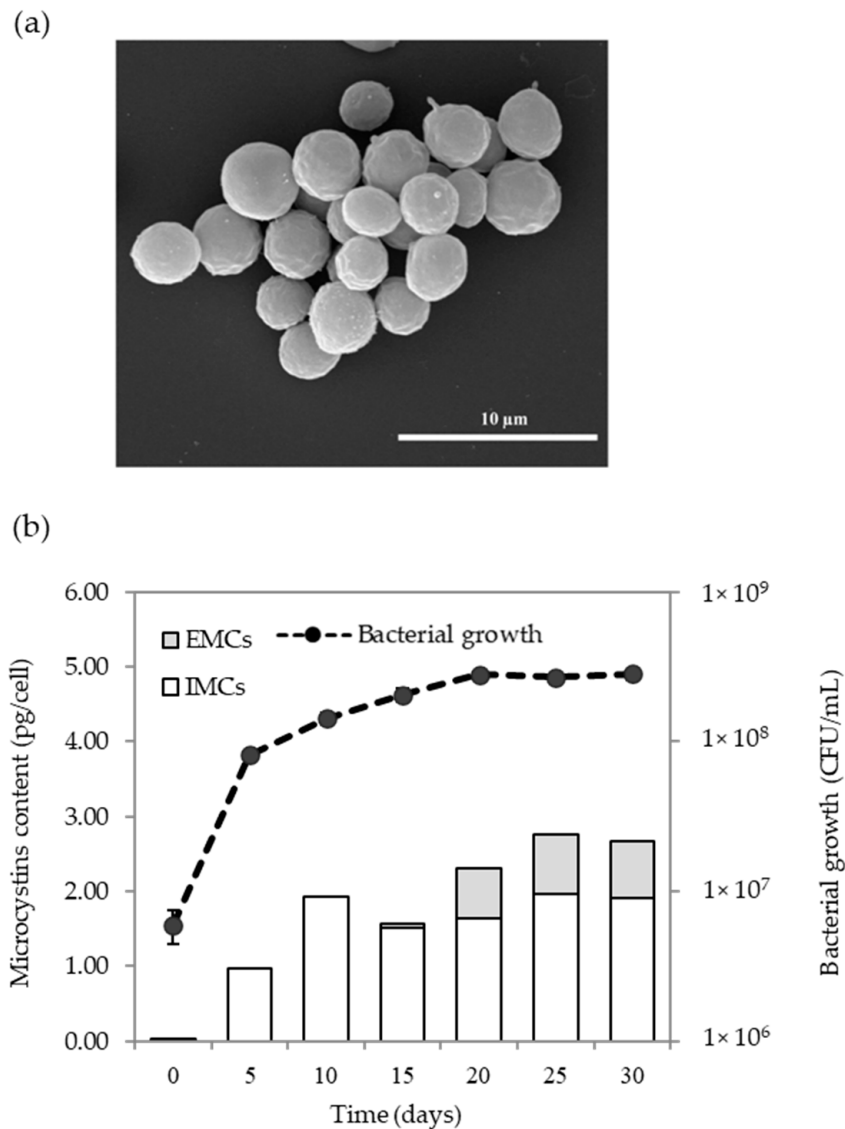 (a)
10 µm
(b)
6.00
5.00
4.00
3.00
2.00
1.00
0.00
Microcystins content (pg/cell)
EMCs
Bacterial growth
IMCs
1×10⁹
1×10⁸
1×10⁷
1×10⁶
Bacterial growth (CFU/mL)
0 5 10 15 20 25 30
Time (days)